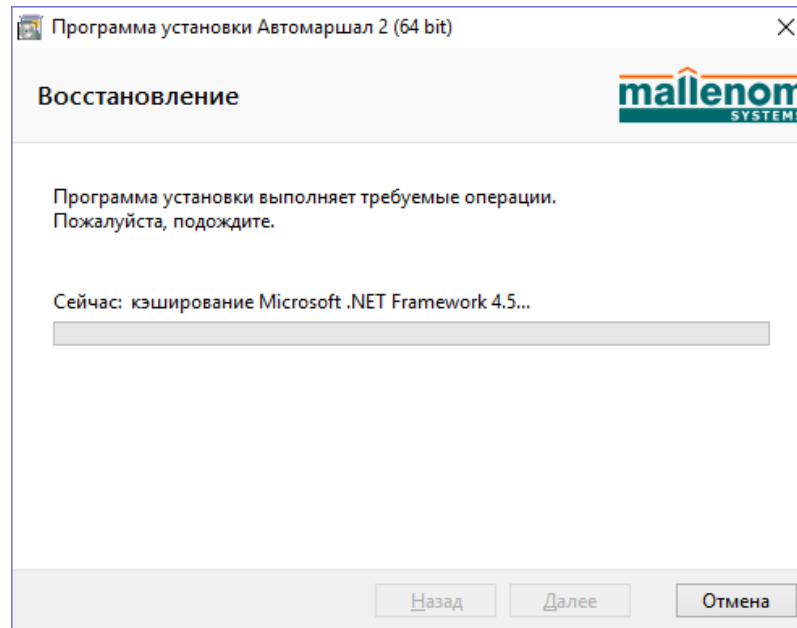 Программа установки Автомаршал 2 (64 bit)
Восстановление
mallenom
SYSTEMS
Программа установки выполняет требуемые операции.
Пожалуйста, подождите.
Сейчас: кэширование Microsoft .NET Framework 4.5...
Назад Далее Отмена